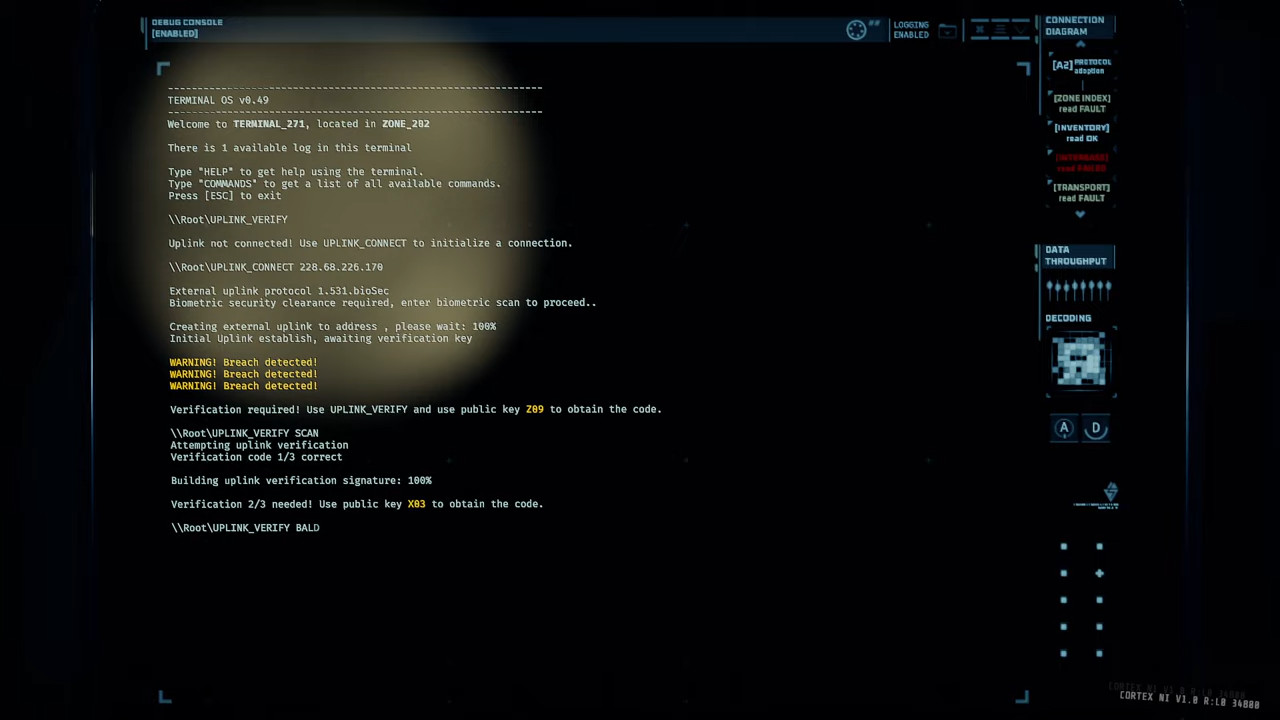 DEBUG CONSOLE
[ENABLED]
LOGGING
ENABLED
--------------------------------------------------------------
TERMINAL OS v0.49
--------------------------------------------------------------
Welcome to TERMINAL_271, located in ZONE_202
There is 1 available log in this terminal
Type "HELP" to get help using the terminal.
Type "COMMANDS" to get a list of all available commands.
Press [ESC] to exit
\\Root\UPLINK_VERIFY
Uplink not connected! Use UPLINK_CONNECT to initialize a connection.
\\Root\UPLINK_CONNECT 228.68.226.170
External uplink protocol 1.531.bioSec
Biometric security clearance required, enter biometric scan to proceed..
Creating external uplink to address , please wait: 100%
Initial Uplink establish, awaiting verification key
WARNING! Breach detected!
WARNING! Breach detected!
WARNING! Breach detected!
Verification required! Use UPLINK_VERIFY and use public key Z09 to obtain the code.
\\Root\UPLINK_VERIFY SCAN
Attempting uplink verification
Verification code 1/3 correct
Building uplink verification signature: 100%
Verification 2/3 needed! Use public key X03 to obtain the code.
\\Root\UPLINK_VERIFY BALD
CONNECTION
DIAGRAM
[A2] PROTOCOL
adaption
[ZONE INDEX]
read FAULT
[INVENTORY]
read OK
read FAILED
[TRANSPORT]
read FAULT
DATA
THROUGHPUT
DECODING
A D
CORTEX NI V1.0 R:L0 34800